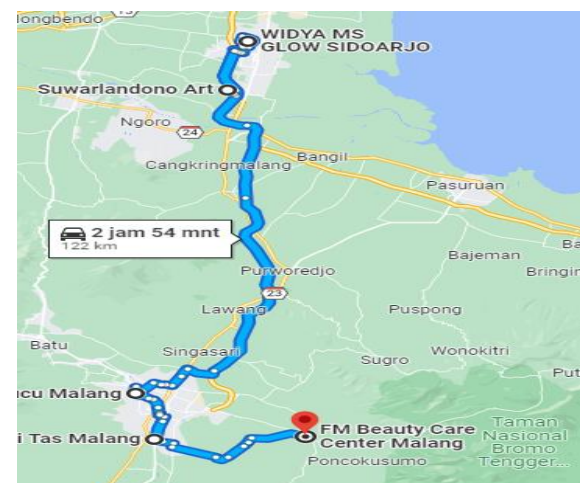 longbendo
WIDYA MS
GLOW SIDOARJO
Suwarlandono Art
Ngoro
24
Cangkringmalang
Bangil
Pasuruan
2 jam 54 mnt
122 km
Bajeman
Bringin
Purworedjo
23
Lawang
Puspong
Batu
Singasari
Wonokitri
Sugro
Put
ucu Malang
i Tas Malang
FM Beauty Care
Center Malang
Poncokusumo
Taman
Nasional
Bromo
Tengger...